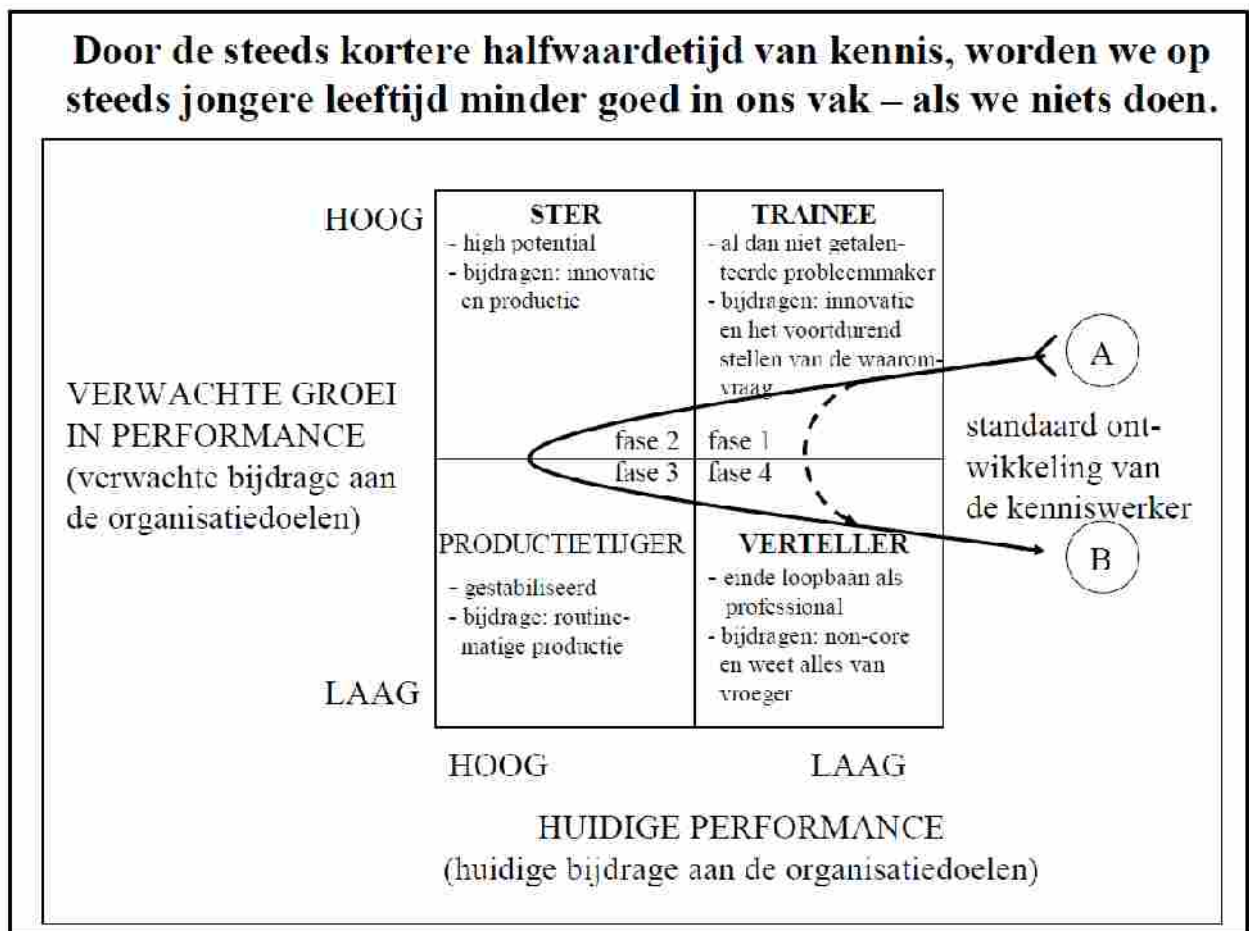 Door de steeds kortere halfwaardetijd van kennis, worden we op
steeds jongere leeftijd minder goed in ons vak – als we niets doen.
HOOG
STER
- high potential
- bijdragen: innovatie
en productie
TRAINEE
- al dan niet getalen-
teerde probleemmaker
- bijdragen: innovatie
en het voortdurend
stellen van de waarom-
vraag
A
VERWACHTE GROEI
IN PERFORMANCE
(verwachte bijdrage aan
de organisatiedoelen)
fase 2
fase 1
fase 3
fase 4
standaard ont-
wikkeling van
de kenniswerker
B
PRODUCTIETIJGER
- gestabiliseerd
- bijdrage: routine-
matige productie
VERTELLER
- einde loopbaan als
professional
- bijdragen: non-core
en weet alles van
vroeger
LAAG
HOOG
LAAG
HUIDIGE PERFORMANCE
(huidige bijdrage aan de organisatiedoelen)